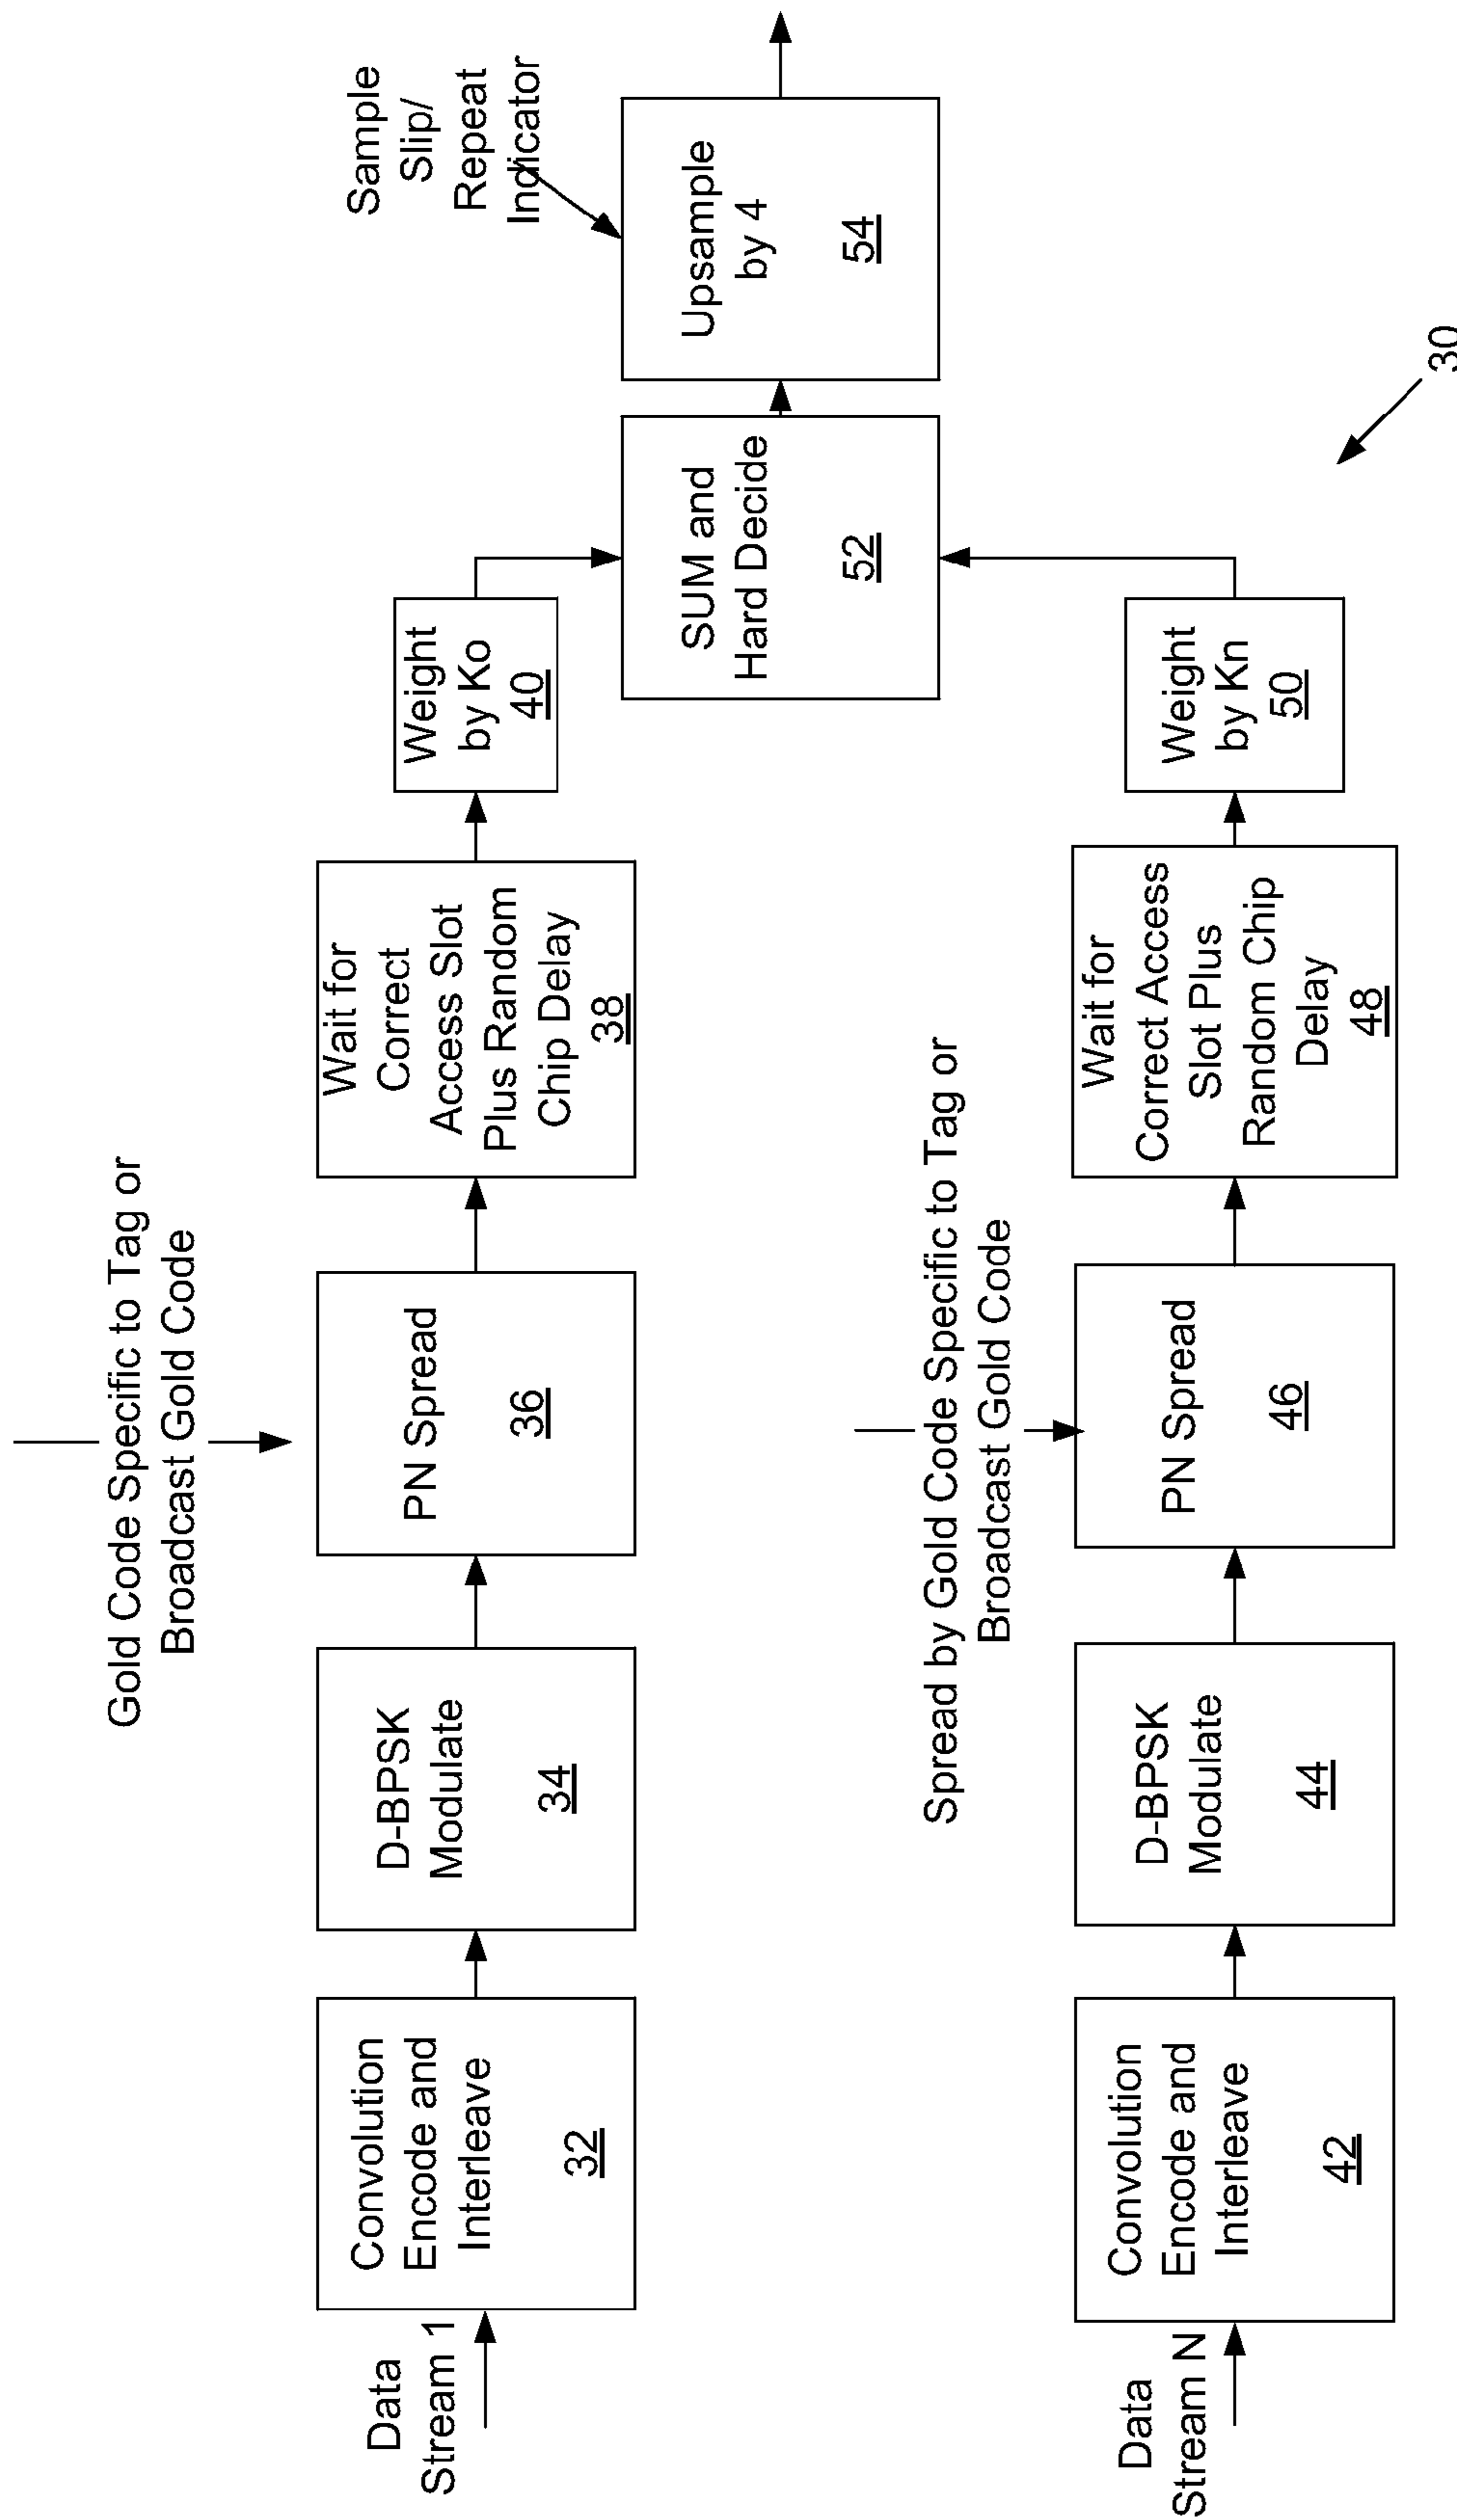 Gold Code Specific to Tag or
Broadcast Gold Code
Data
Stream 1
Convolution
Encode and
Interleave
32
D-BPSK
Modulate
34
PN Spread
36
Wait for
Correct
Access Slot
Plus Random
Chip Delay
38
Weight
by Ko
40
Sample
Slip/
Repeat
Indicator
SUM and
Hard Decide
52
Upsample
by 4
54
Spread by Gold Code Specific to Tag or
Broadcast Gold Code
Data
Stream N
Convolution
Encode and
Interleave
42
D-BPSK
Modulate
44
PN Spread
46
Wait for
Correct Access
Slot Plus
Random Chip
Delay
48
Weight
by Kn
50
30